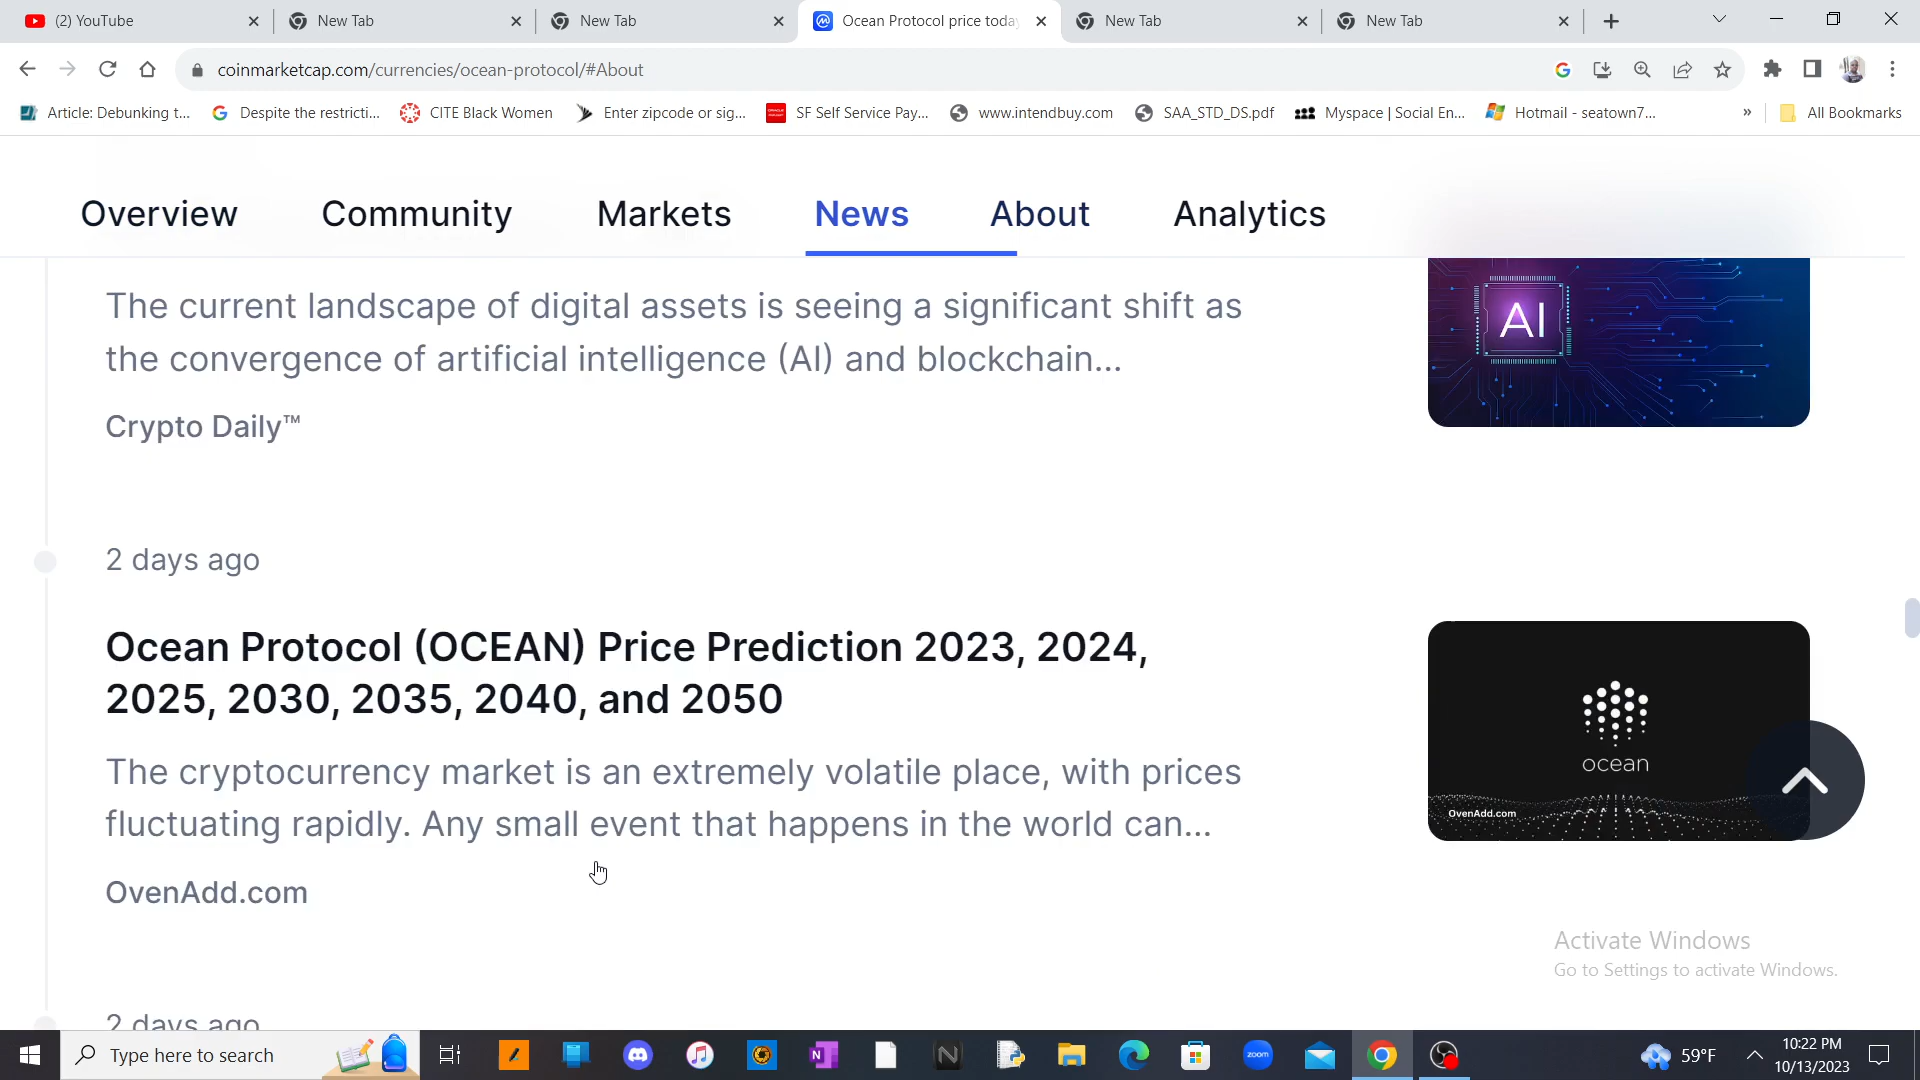 (2) YouTube
New Tab
New Tab
Ocean Protocol price toda
New Tab
New Tab
coinmarketcap.com/currencies/ocean-protocol/#About
Article: Debunking t...
Despite the restricti...
CITE Black Women
Enter zipcode or sig...
SF Self Service Pay...
www.intendbuy.com
SAA_STD_DS.pdf
Myspace | Social En...
Hotmail - seatown7...
»
All Bookmarks
Overview
Community
Markets
News
About
Analytics
The current landscape of digital assets is seeing a significant shift as
the convergence of artificial intelligence (AI) and blockchain...
Crypto Daily™
AI
2 days ago
Ocean Protocol (OCEAN) Price Prediction 2023, 2024,
2025, 2030, 2035, 2040, and 2050
The cryptocurrency market is an extremely volatile place, with prices
fluctuating rapidly. Any small event that happens in the world can...
OvenAdd.com
ocean
OvenAdd.com
Activate Windows
Go to Settings to activate Windows.
2 days ago
Type here to search
N
N
zoom
59°F
10:22 PM
10/13/2023